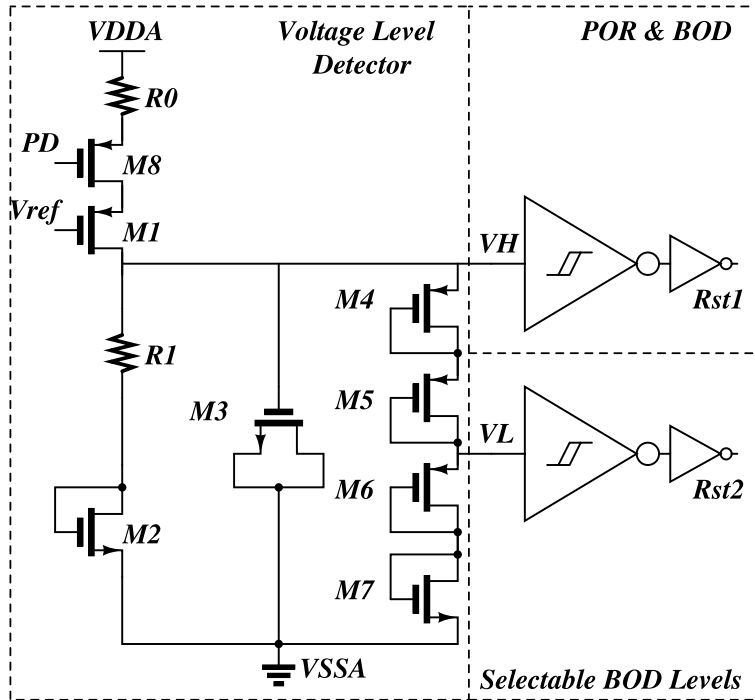 VDDA
Voltage Level
Detector
POR & BOD
R0
PD
M8
Vref
M1
VH
M4
Rst1
R1
M5
M3
VL
M6
Rst2
M2
M7
VSSA
Selectable BOD Levels